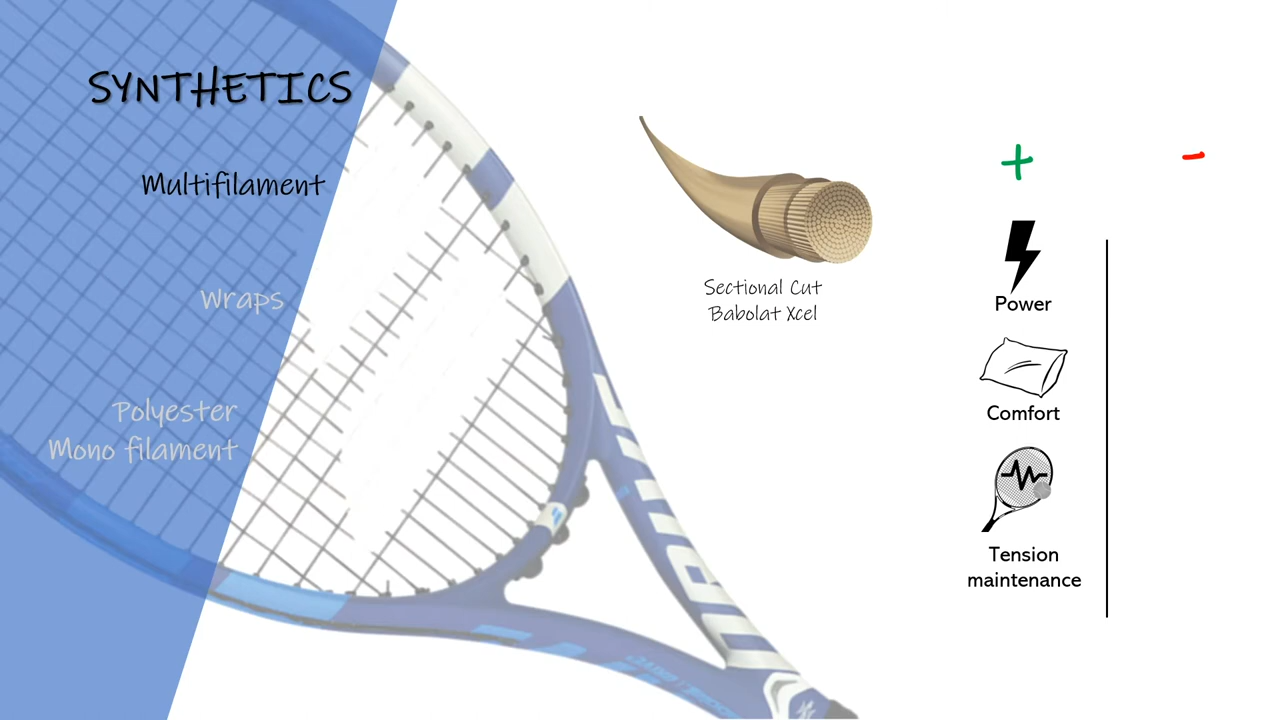 SYNTHETICS
Multifilament
Wraps
Polyester
Mono filament
Sectional Cut
Babolat Xcel
+
-
Power
Comfort
Tension
maintenance